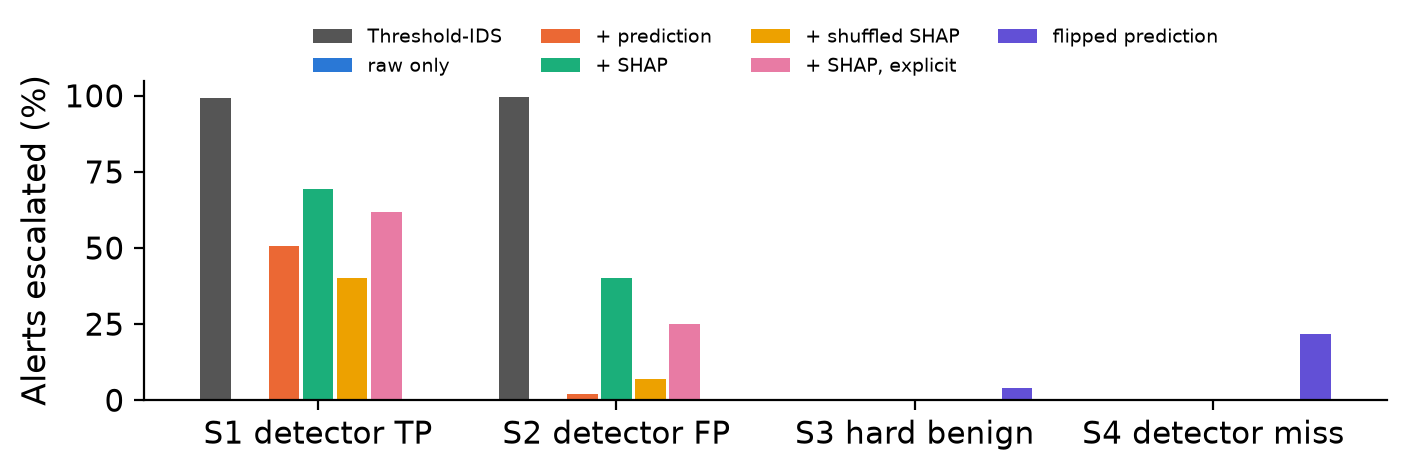 Threshold-IDS
raw only
+ prediction
+ SHAP
+ shuffled SHAP
+ SHAP, explicit
flipped prediction
Alerts escalated (%)
100
75
50
25
0
S1 detector TP
S2 detector FP
S3 hard benign
S4 detector miss